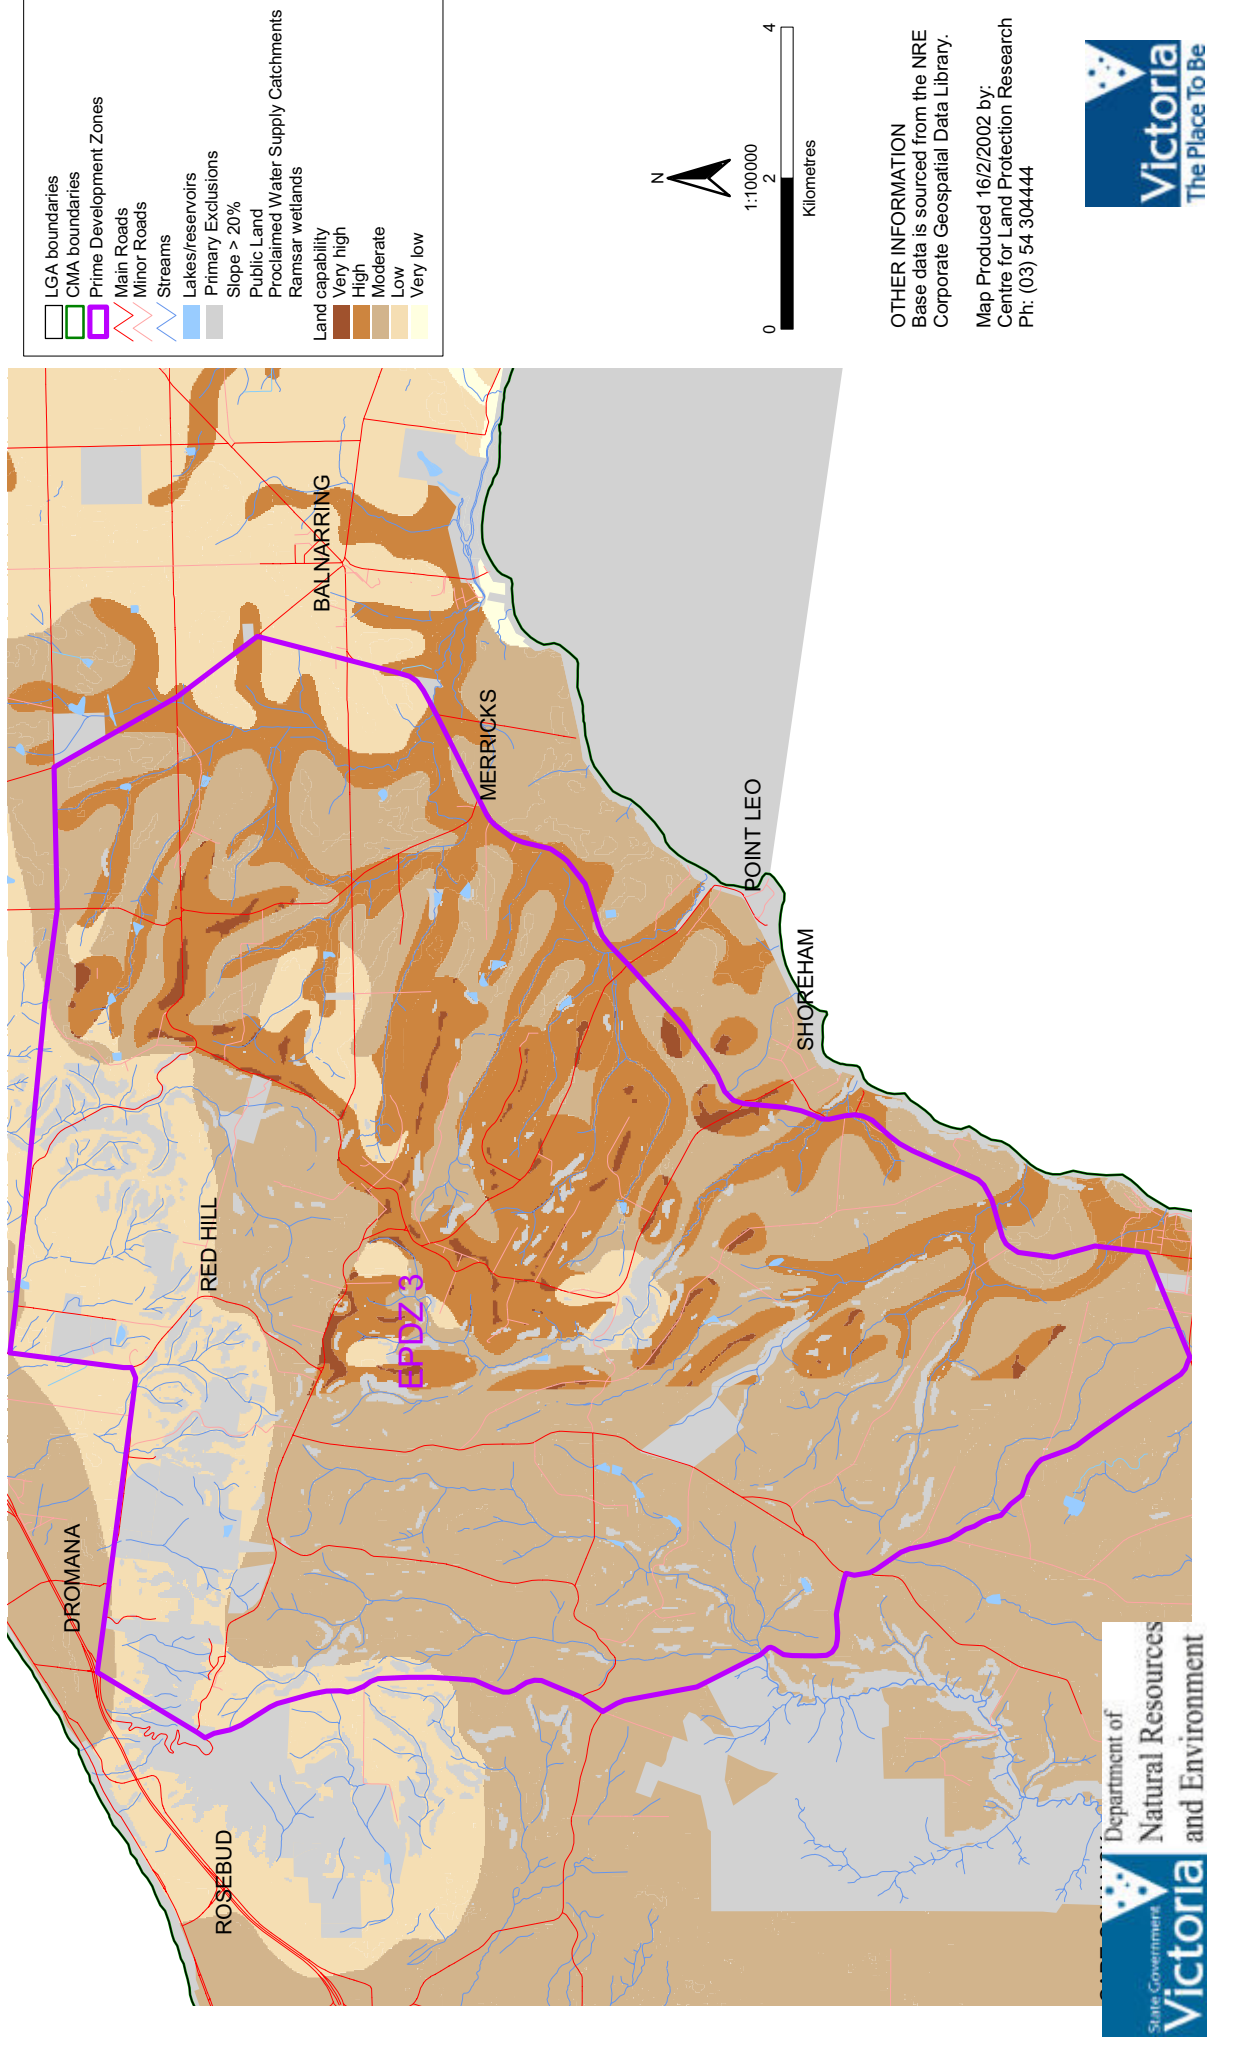 LGA boundaries
CMA boundaries
Prime Development Zones
Main Roads
Minor Roads
Streams
Lakes/reservoirs
Primary Exclusions
Slope > 20%
Public Land
Proclaimed Water Supply Catchments
Ramsar wetlands
Land capability
Very high
High
Moderate
Low
Very low
N
1:100000
0 2 4
Kilometres
OTHER INFORMATION
Base data is sourced from the NRE
Corporate Geospatial Data Library.
Map Produced 16/2/2002 by:
Centre for Land Protection Research
Ph: (03) 54 304444
Victoria
The Place To Be
BALNARRING
MERRICKS
POINT LEO
SHOREHAM
RED HILL
EPDZ 3
DROMANA
ROSEBUD
State Government
Victoria
Department of
Natural Resources
and Environment